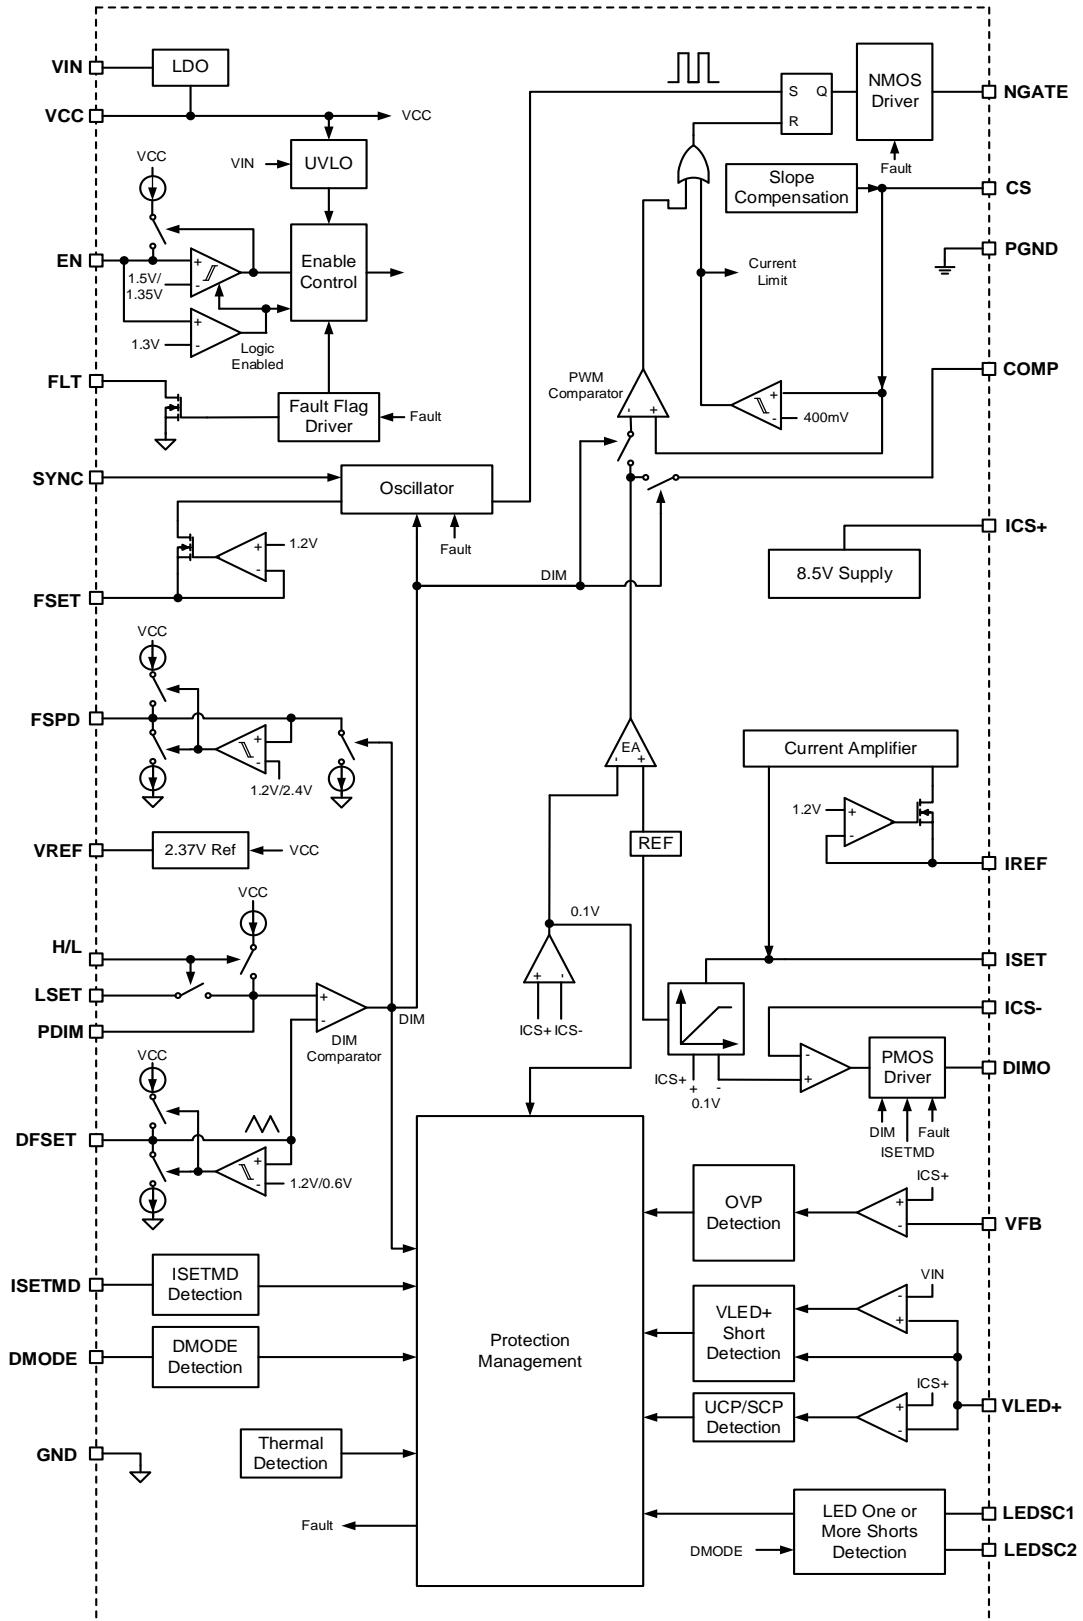 VIN
LDO
VCC
VCC
VIN
UVLO
VCC
EN
+
-
1.5V/
1.35V
Enable
Control
+
-
1.3V
Logic
Enabled
FLT
Fault Flag
Driver
Fault
SYNC
Oscillator
Fault
+
-
1.2V
FSET
VCC
FSPD
+
-
1.2V/2.4V
VREF
2.37V Ref
VCC
VCC
H/L
LSET
PDIM
+
-
DIM
Comparator
DIM
VCC
DFSET
+
-
1.2V/0.6V
ISETMD
ISETMD
Detection
DMODE
DMODE
Detection
GND
Thermal
Detection
Fault
Protection
Management
S
Q
R
NMOS
Driver
Fault
NGATE
Slope
Compensation
CS
PGND
Current
Limit
PWM
Comparator
-
+
+
-
400mV
COMP
DIM
8.5V Supply
ICS+
EA
-
+
Current Amplifier
1.2V
+
-
IREF
REF
0.1V
+
-
ICS+
ICS-
ISET
ICS-
ICS+
+
-
0.1V
-
+
PMOS
Driver
DIMO
DIM
ISETMD
Fault
OVP
Detection
+
-
ICS+
VFB
VLED+
Short
Detection
-
+
VIN
UCP/SCP
Detection
+
-
ICS+
VLED+
LED One or
More Shorts
Detection
DMODE
LEDSC1
LEDSC2